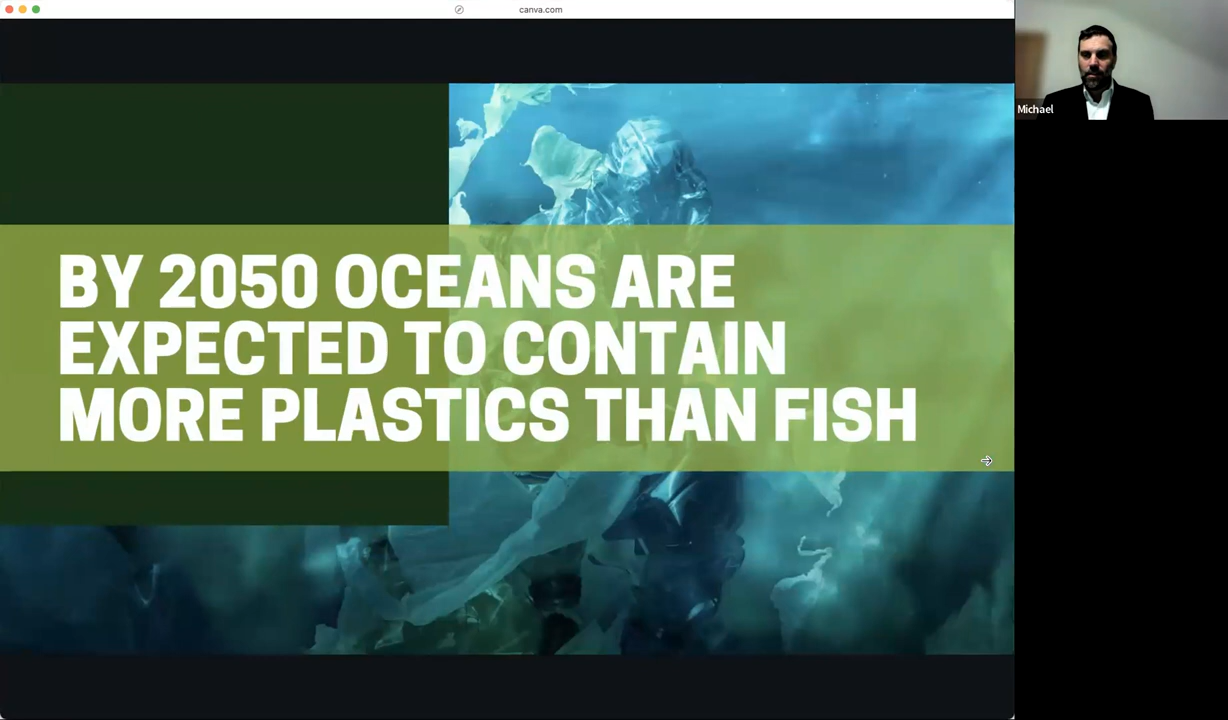 canva.com
BY 2050 OCEANS ARE
EXPECTED TO CONTAIN
MORE PLASTICS THAN FISH
Michael